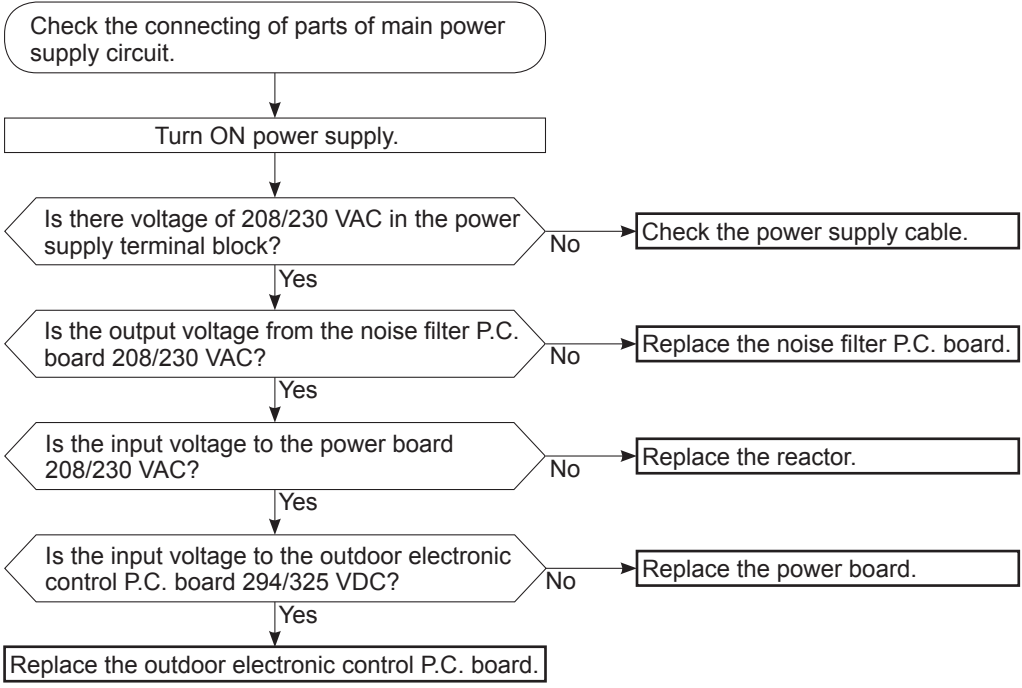 Check the connecting of parts of main power
supply circuit.
Turn ON power supply.
Is there voltage of 208/230 VAC in the power
supply terminal block?
No
Check the power supply cable.
Yes
Is the output voltage from the noise filter P.C.
board 208/230 VAC?
No
Replace the noise filter P.C. board.
Yes
Is the input voltage to the power board
208/230 VAC?
No
Replace the reactor.
Yes
Is the input voltage to the outdoor electronic
control P.C. board 294/325 VDC?
No
Replace the power board.
Yes
Replace the outdoor electronic control P.C. board.